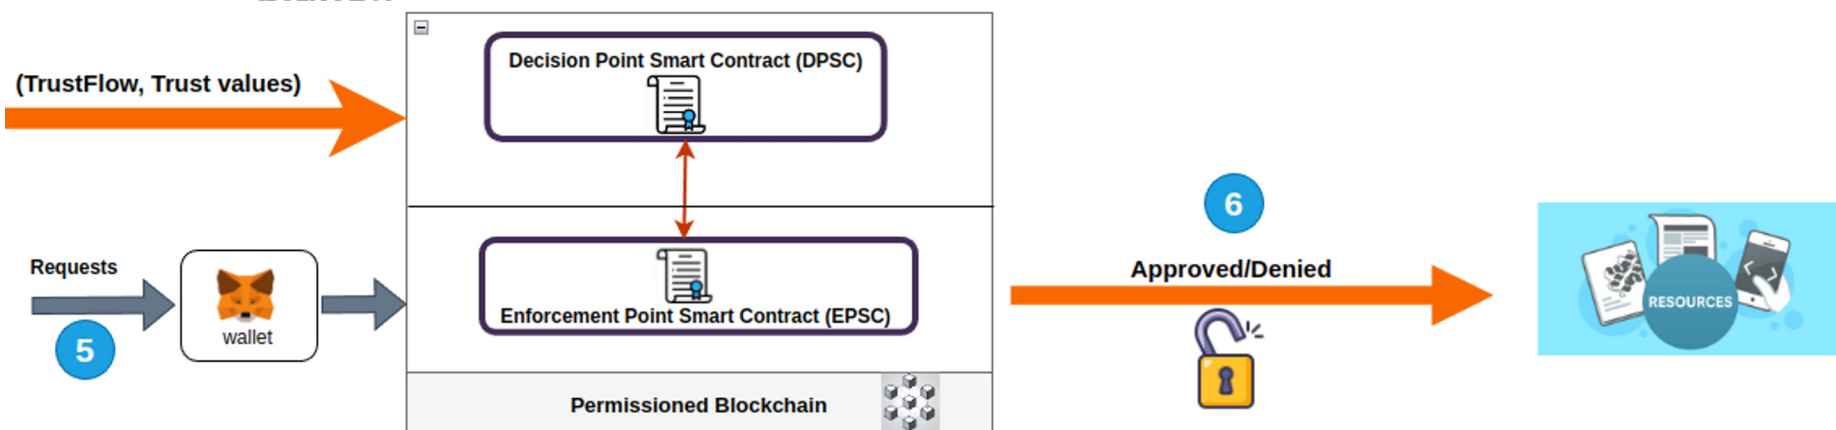 Decision Point Smart Contract (DPSC)
(TrustFlow, Trust values)
6
Requests
Approved/Denied
wallet
RESOURCES
Enforcement Point Smart Contract (EPSC)
5
Permissioned Blockchain